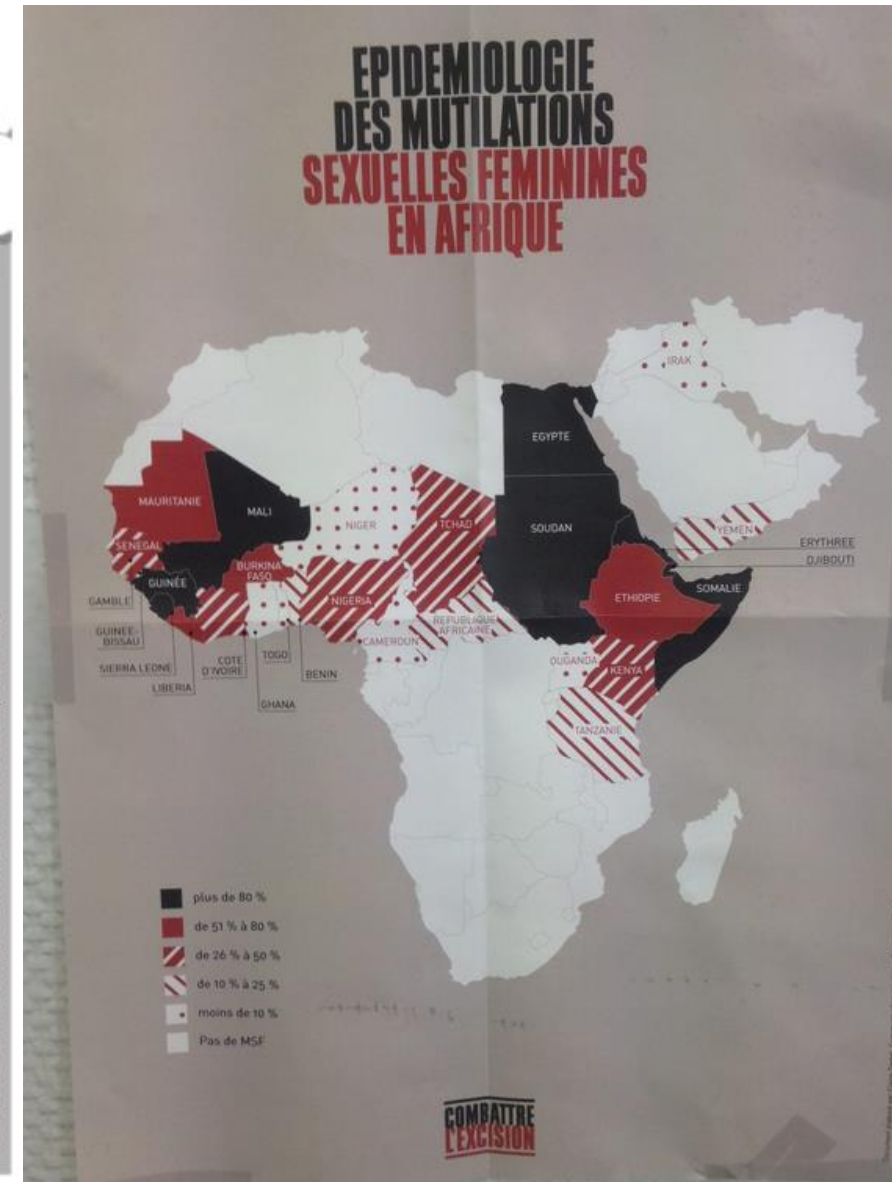 EPIDEMIOLOGIE
DES MUTILATIONS
SEXUELLES FEMININES
EN AFRIQUE
IRAK
EGYPTE
MAURITANIE
MALI
NIGER
TCHAD
SOUDAN
YEMEN
ERYTHREE
DJIBOUTI
SENEGAL
BURKINA
FASO
GUINÉE
NIGERIA
ETHIOPIE
SOMALIE
GAMBLE
REPUBLIQUE
AFRICAINE
CAMEROUN
GUINEE-
BISSAU
OUGANDA
KENYA
SIERRA LEONE
COTE
D'IVOIRE
TOGO
BENIN
LIBERIA
GHANA
TANZANIE
plus de 80 %
de 51 % à 80 %
de 26 % à 50 %
de 10 % à 25 %
moins de 10 %
Pas de MSF
COMBATTRE
L'EXCISION